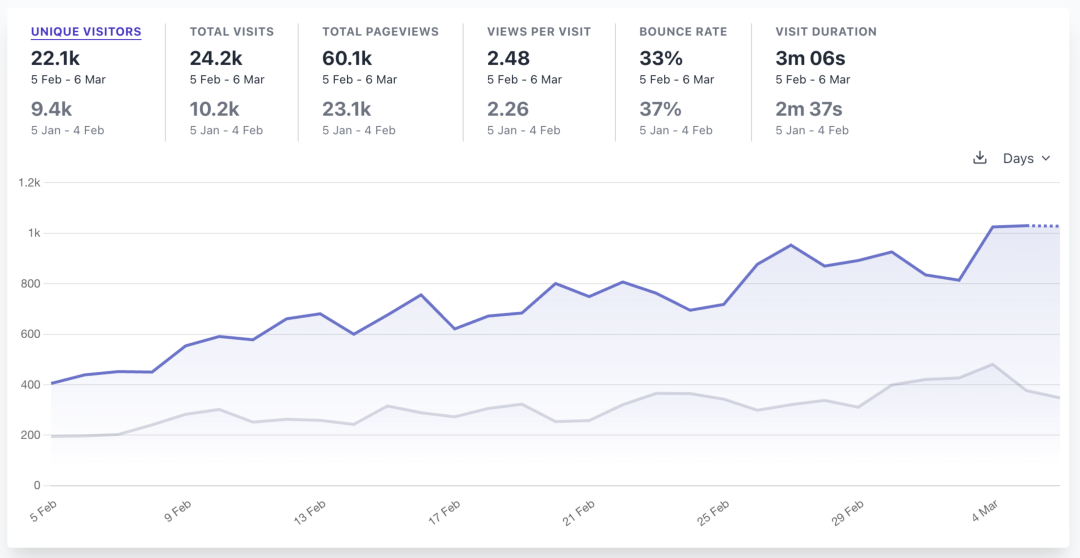 UNIQUE VISITORS
22.1k
5 Feb - 6 Mar
9.4k
5 Jan - 4 Feb
TOTAL VISITS
24.2k
5 Feb - 6 Mar
10.2k
5 Jan - 4 Feb
TOTAL PAGEVIEWS
60.1k
5 Feb - 6 Mar
23.1k
5 Jan - 4 Feb
VIEWS PER VISIT
2.48
5 Feb - 6 Mar
2.26
5 Jan - 4 Feb
BOUNCE RATE
33%
5 Feb - 6 Mar
37%
5 Jan - 4 Feb
VISIT DURATION
3m 06s
5 Feb - 6 Mar
2m 37s
5 Jan - 4 Feb
Days
1.2k
1k
800
600
400
200
0
5 Feb
9 Feb
13 Feb
17 Feb
21 Feb
25 Feb
29 Feb
4 Mar